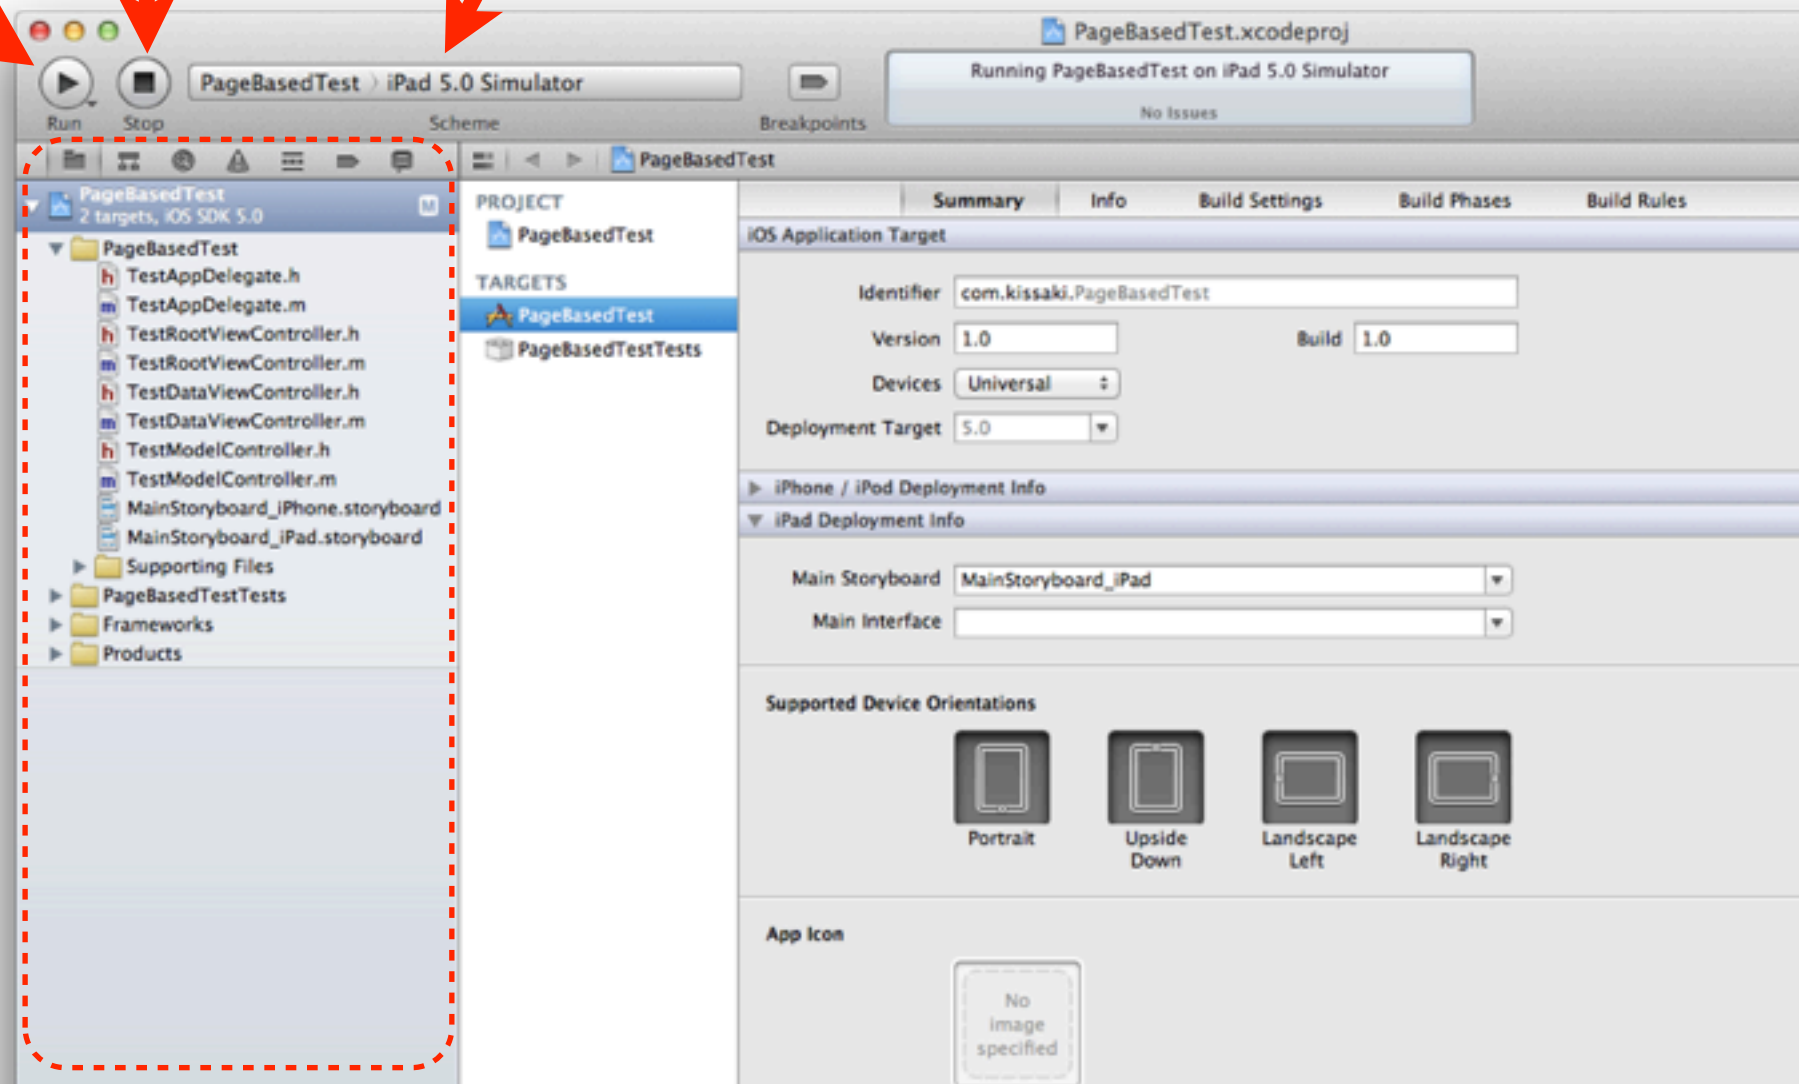 PageBasedTest.xcodeproj
PageBasedTest
iPad 5.0 Simulator
Running PageBasedTest on iPad 5.0 Simulator
No Issues
Run
Stop
Scheme
Breakpoints
PageBasedTest
PageBasedTest
2 targets, iOS SDK 5.0
M
PageBasedTest
h TestAppDelegate.h
m TestAppDelegate.m
h TestRootViewController.h
m TestRootViewController.m
h TestDataViewController.h
m TestDataViewController.m
h TestModelController.h
m TestModelController.m
MainStoryboard_iPhone.storyboard
MainStoryboard_iPad.storyboard
Supporting Files
PageBasedTestTests
Frameworks
Products
PROJECT
PageBasedTest
TARGETS
PageBasedTest
PageBasedTestTests
Summary
Info
Build Settings
Build Phases
Build Rules
iOS Application Target
Identifier com.kissaki.PageBasedTest
Version 1.0
Build 1.0
Devices Universal
Deployment Target 5.0
iPhone / iPod Deployment Info
iPad Deployment Info
Main Storyboard MainStoryboard_iPad
Main Interface
Supported Device Orientations
Portrait
Upside
Down
Landscape
Left
Landscape
Right
App Icon
No
image
specified